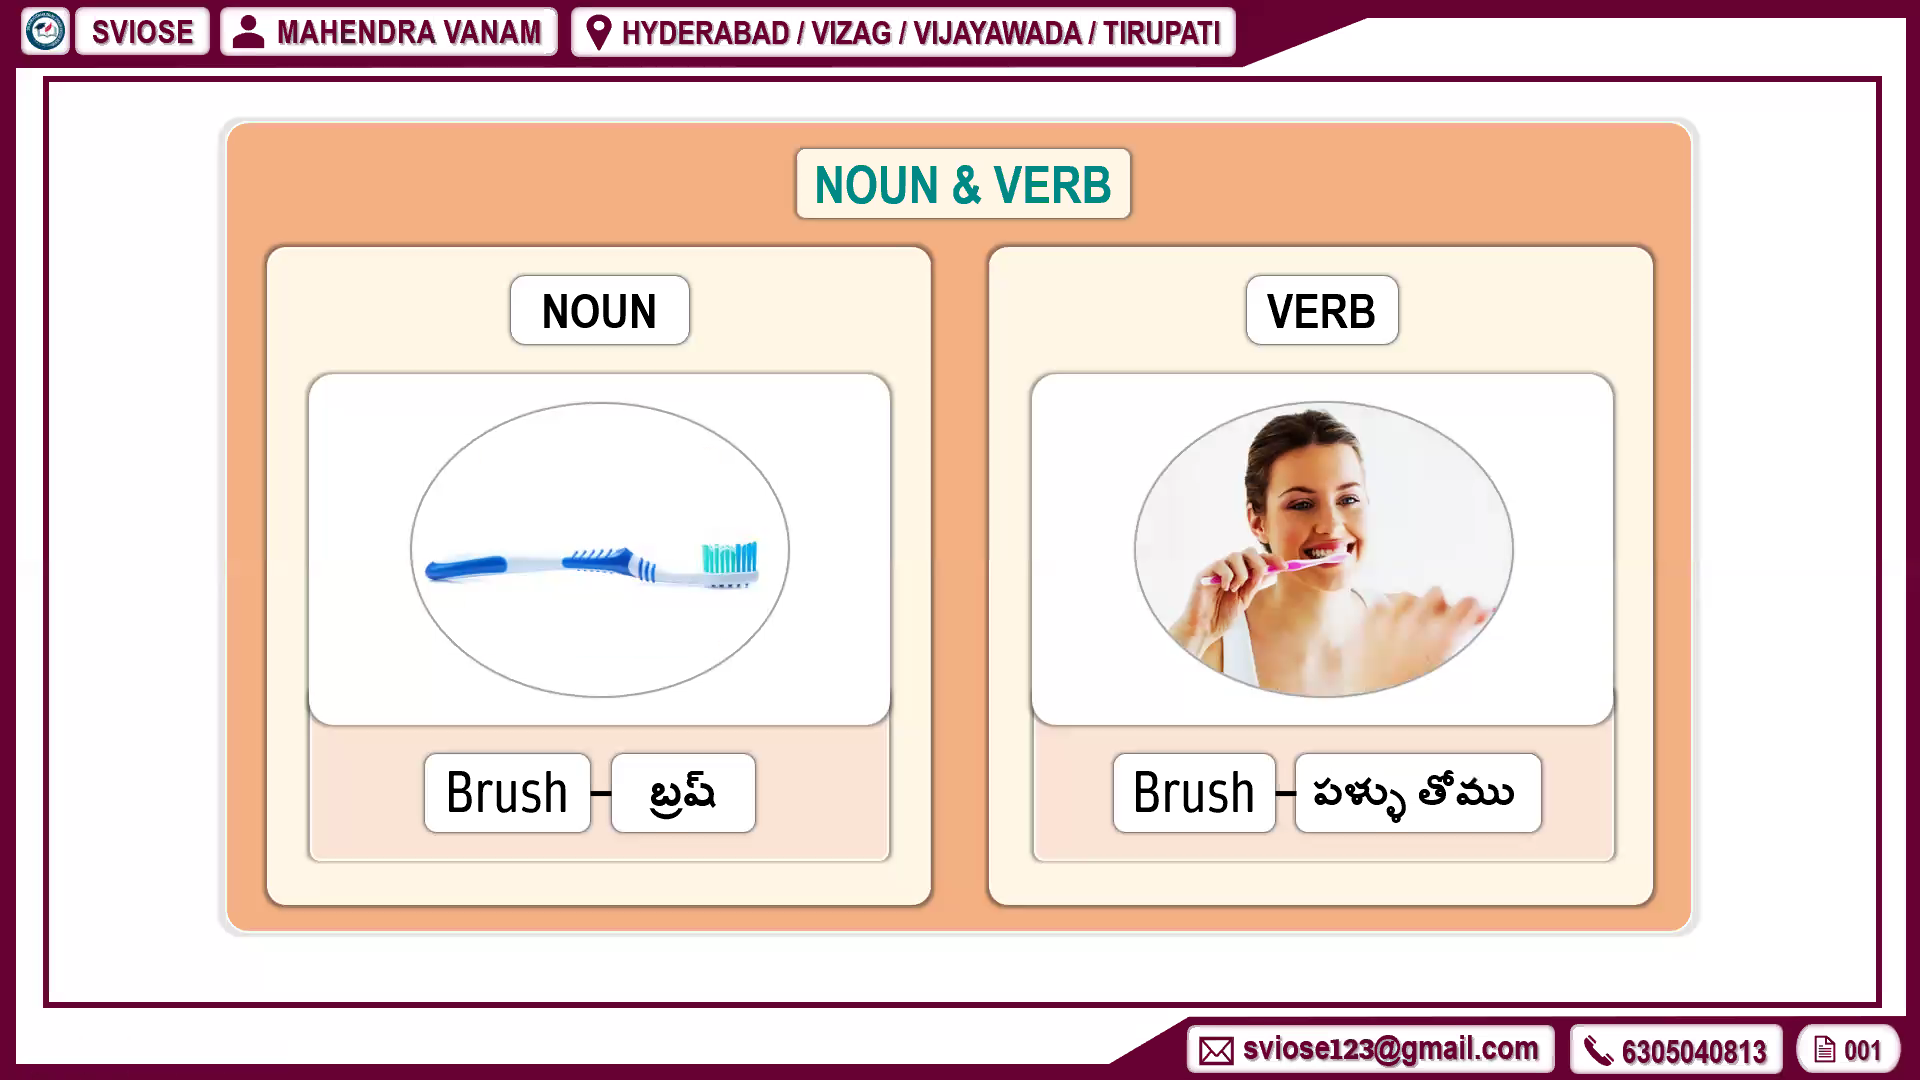 SVIOSE
MAHENDRA VANAM
HYDERABAD / VIZAG / VIJAYAWADA / TIRUPATI
NOUN & VERB
NOUN
VERB
Brush – బ్రష్
Brush – పళ్ళు తోము
sviose123@gmail.com
6305040813
001